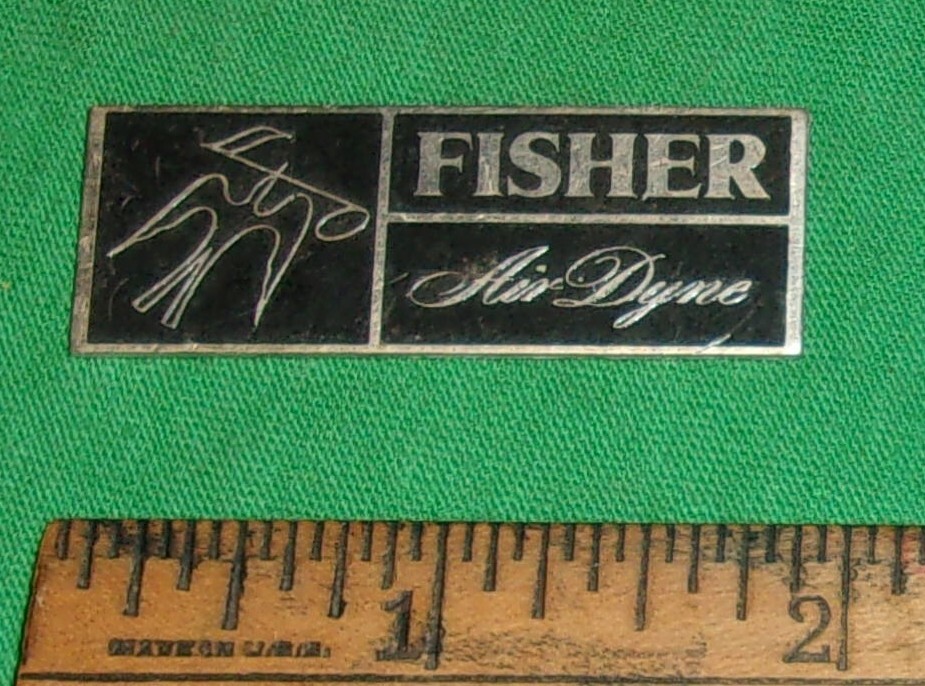 FISHER
Air Dyne
1 2